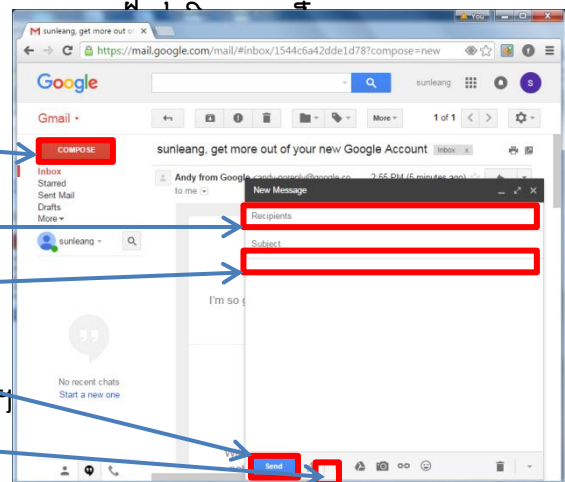 You
sunleang, get more out of
https://mail.google.com/mail/#inbox/1544c6a42dde1d78?compose=new
Google
sunleang
S
Gmail
More
1 of 1
COMPOSE
sunleang, get more out of your new Google Account
Inbox x
Inbox
Starred
Sent Mail
Drafts
More
Andy from Google
2:55 PM (5 minutes ago)
to me
New Message
Recipients
Subject
sunleang
I'm so
No recent chats
Start a new one
Send